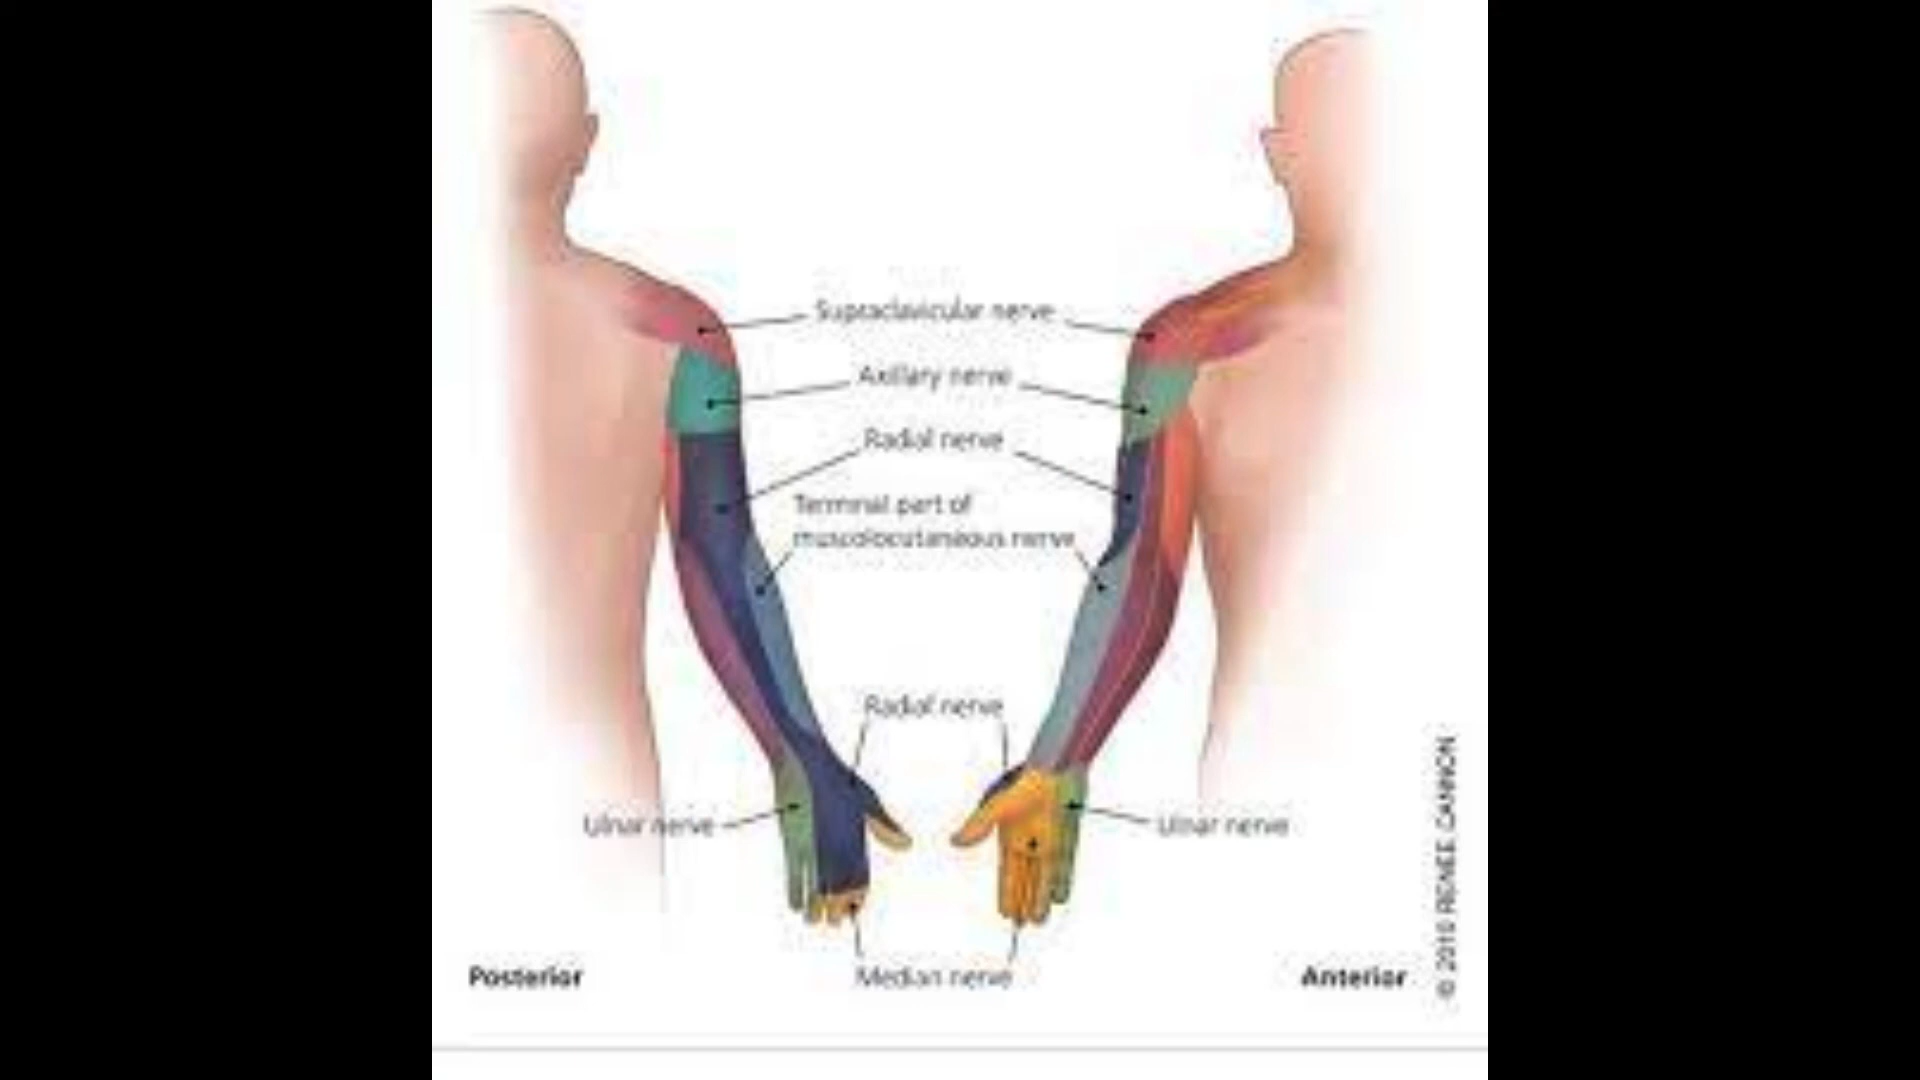 Supraclavicular nerve
Axillary nerve
Radial nerve
Terminal part of
musculocutaneous nerve
Radial nerve
Ulnar nerve
Ulnar nerve
Median nerve
Posterior
Anterior
© 2010 RENEE CANNON